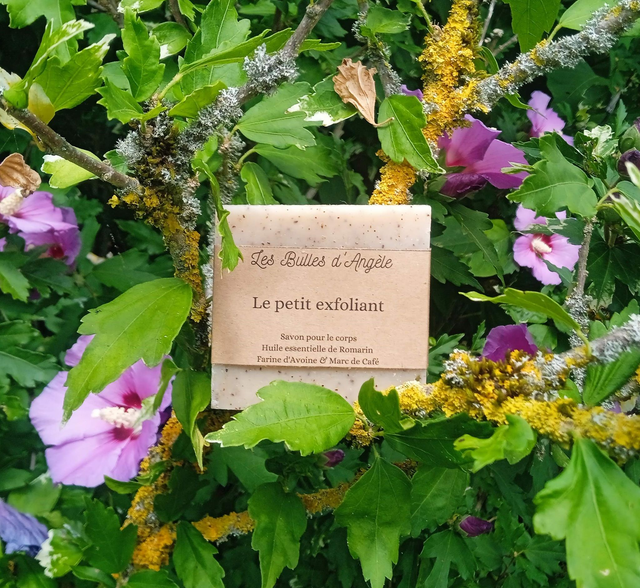 Les Bulles d'Angèle
Le petit exfoliant
Savon pour le corps
Huile essentielle de Romarin
Farine d'Avoine & Marc de Café